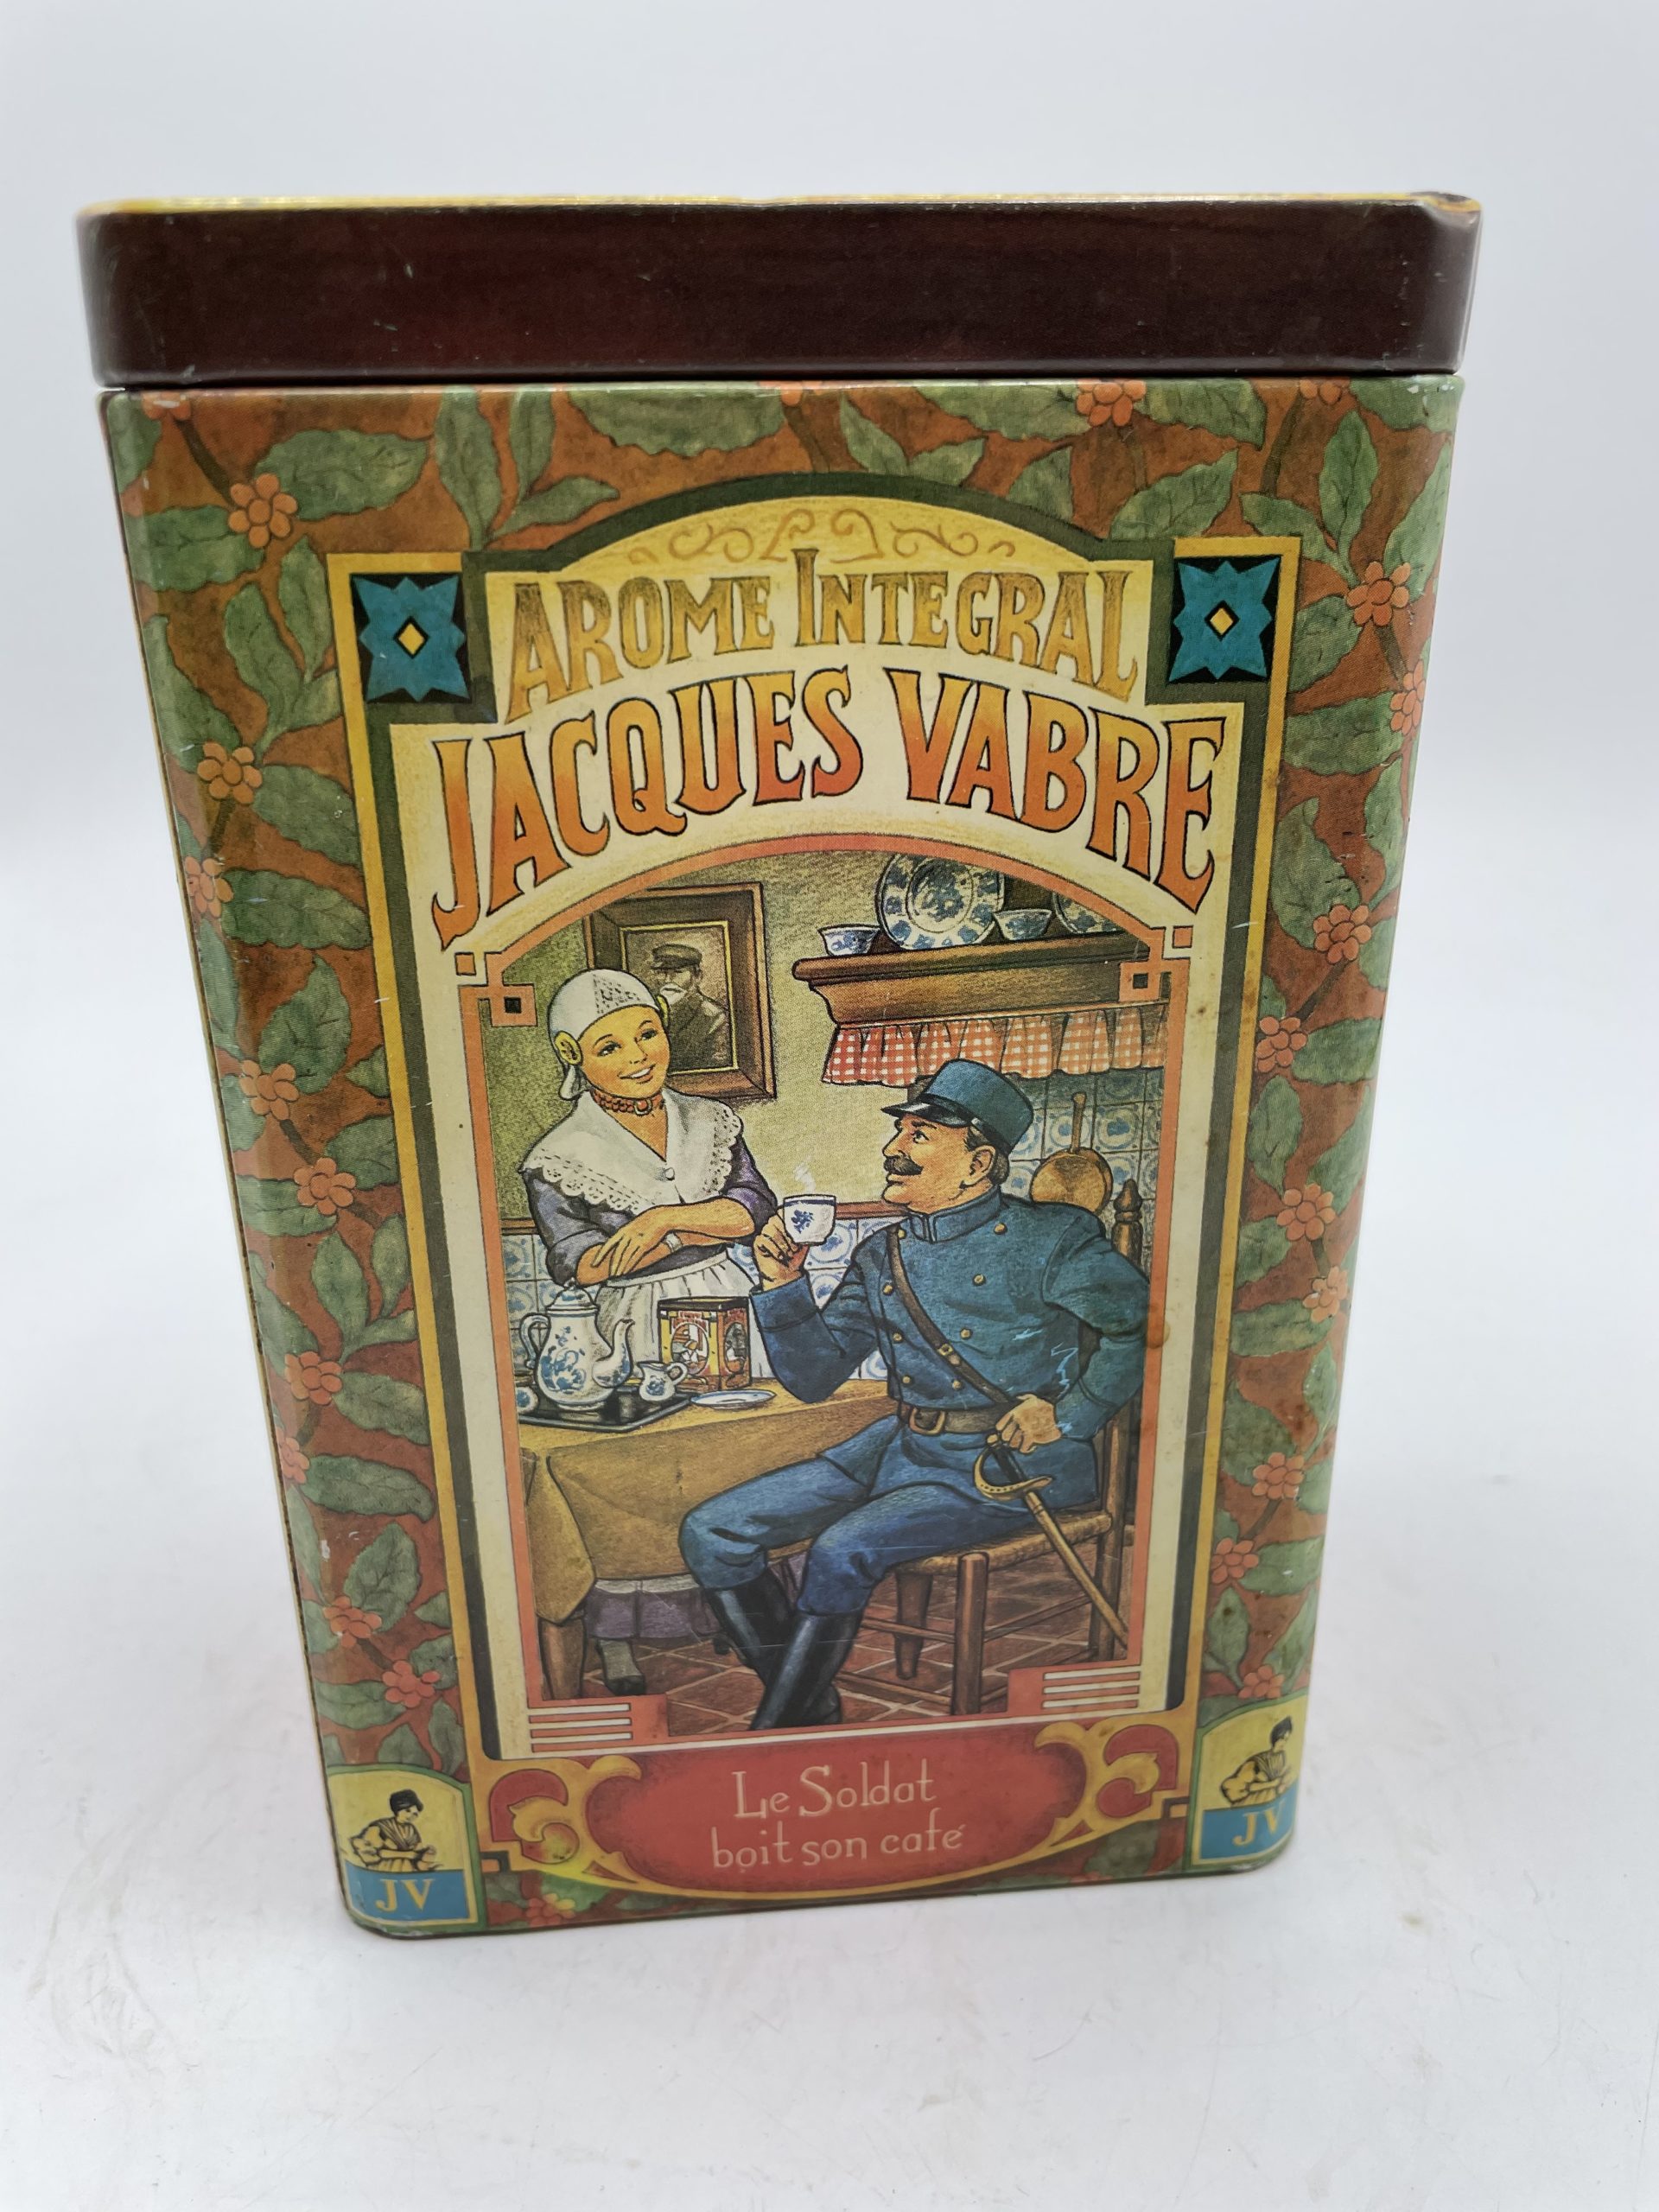 AROME INTEGRAL
JACQUES VABRE
Le Soldat
boit son café
JV
JV